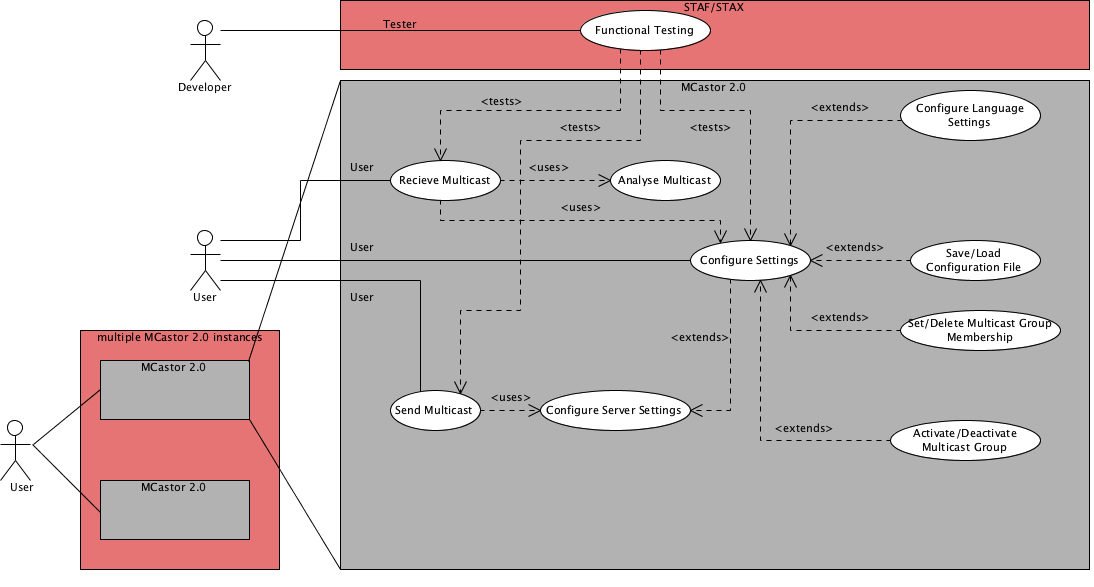 STAF/STAX
Tester
Functional Testing
Developer
MCastor 2.0
<tests>
<tests>
<tests>
<extends>
Configure Language
Settings
User
Recieve Multicast
<uses>
Analyse Multicast
<uses>
User
Configure Settings
<extends>
Save/Load
Configuration File
User
User
<extends>
Set/Delete Multicast Group
Membership
multiple MCastor 2.0 instances
<extends>
MCastor 2.0
<uses>
Send Multicast
Configure Server Settings
<extends>
Activate/Deactivate
Multicast Group
User
MCastor 2.0